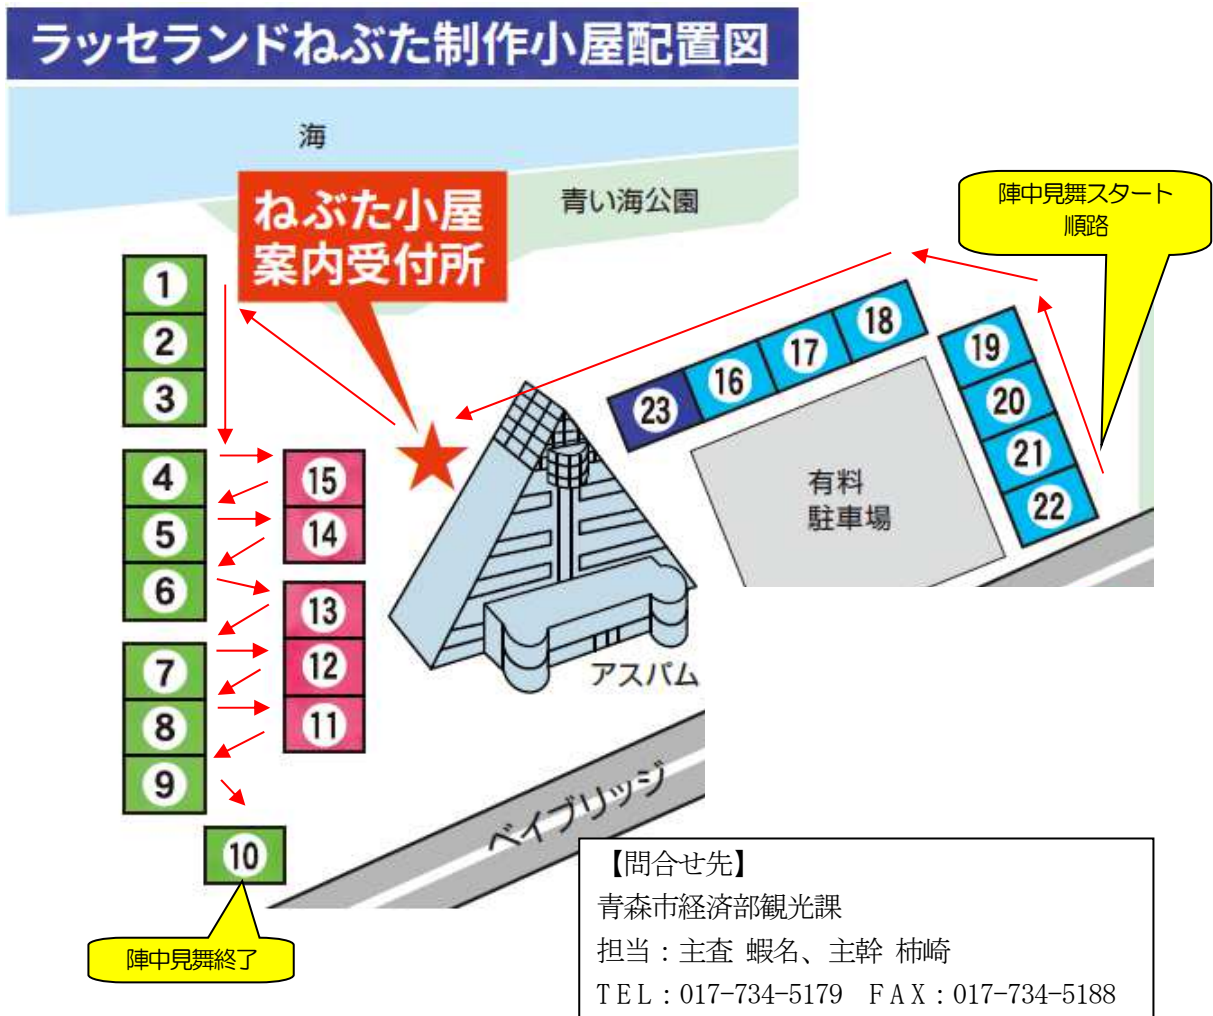 ラッセランドねぶた制作小屋配置図
海
青い海公園
ねぶた小屋
案内受付所
陣中見舞スタート
順路
1
2
3
4
5
6
7
8
9
10
15
14
13
12
11
23
16
17
18
19
20
21
22
有料
駐車場
アスパム
ベイブリッジ
陣中見舞終了
【問合せ先】
青森市経済部観光課
担当：主査 蝦名、主幹 柿崎
ＴＥＬ：017-734-5179 ＦＡＸ：017-734-5188